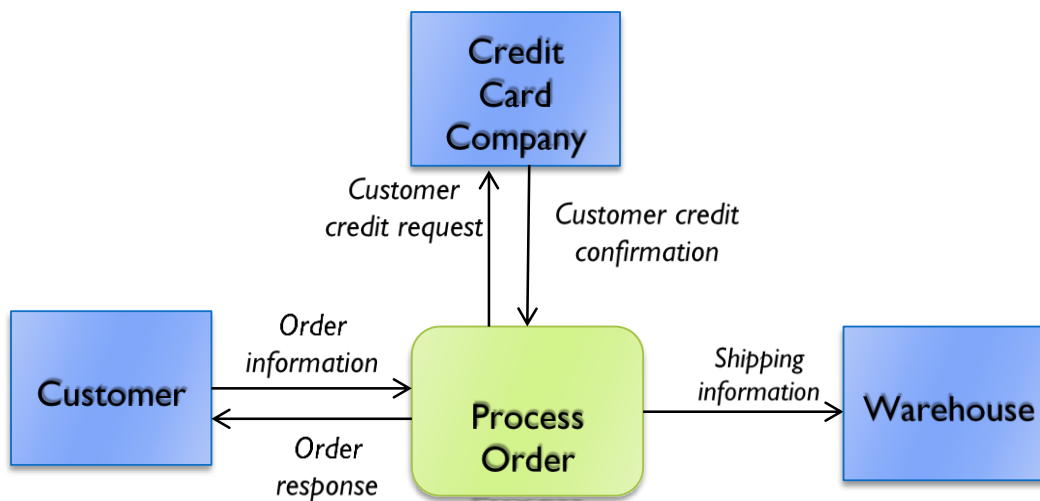 Credit
Card
Company
Customer
credit request
Customer credit
confirmation
Order
information
Customer
Order
response
Process
Order
Shipping
information
Warehouse